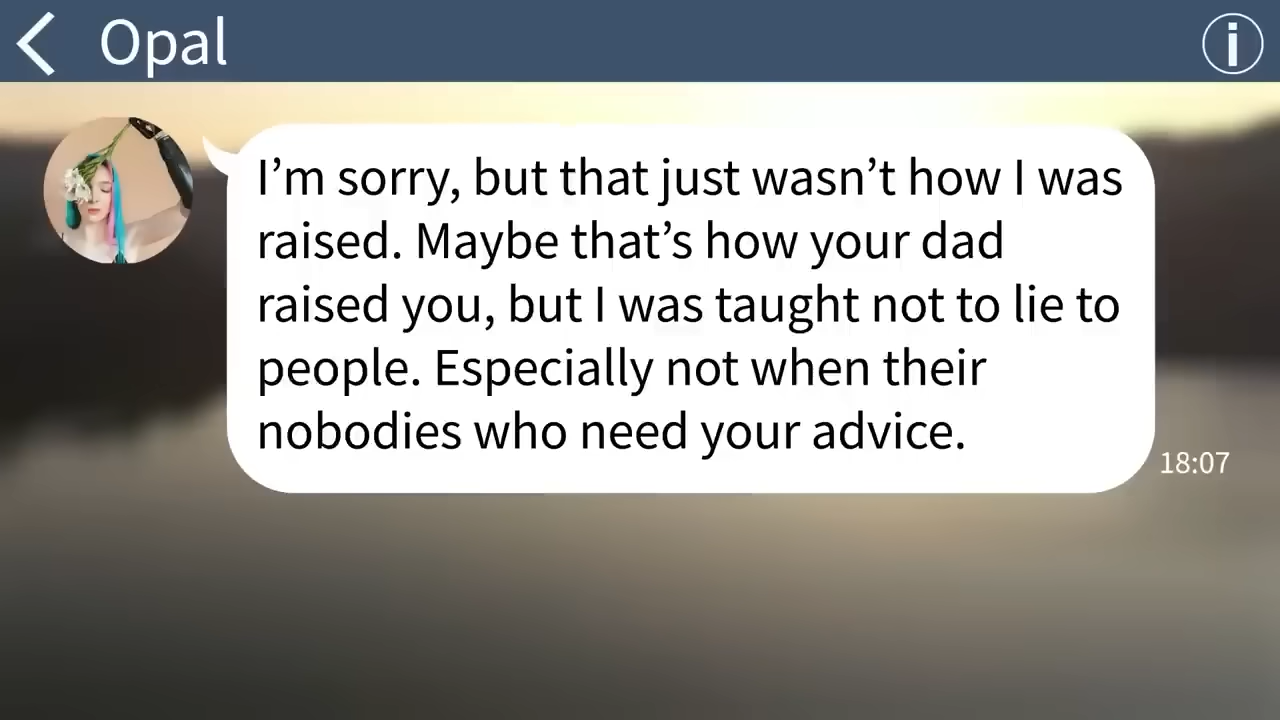 Opal
I’m sorry, but that just wasn’t how I was
raised. Maybe that’s how your dad
raised you, but I was taught not to lie to
people. Especially not when their
nobodies who need your advice.
18:07